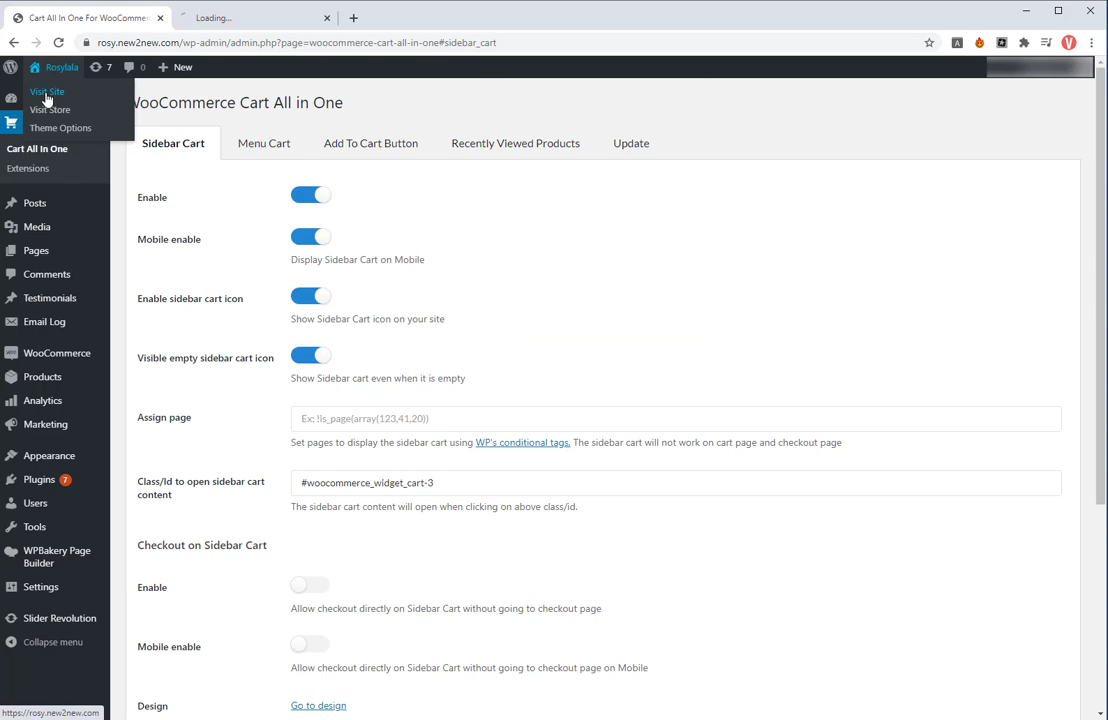 Cart All In One For WooCommerc
Loading...
rosy.new2new.com/wp-admin/admin.php?page=woocommerce-cart-all-in-one#sidebar_cart
Rosylala
7
0
New
Visit Site
Visit Store
Theme Options
WooCommerce Cart All in One
Cart All In One
Extensions
Posts
Media
Pages
Comments
Testimonials
Email Log
WooCommerce
Products
Analytics
Marketing
Appearance
Plugins 7
Users
Tools
WPBakery Page
Builder
Settings
Slider Revolution
Collapse menu
Sidebar Cart
Menu Cart
Add To Cart Button
Recently Viewed Products
Update
Enable
Mobile enable
Display Sidebar Cart on Mobile
Enable sidebar cart icon
Show Sidebar Cart icon on your site
Visible empty sidebar cart icon
Show Sidebar cart even when it is empty
Assign page
Ex: !is_page(array(123,41,20))
Set pages to display the sidebar cart using WP's conditional tags. The sidebar cart will not work on cart page and checkout page
Class/Id to open sidebar cart
content
#woocommerce_widget_cart-3
The sidebar cart content will open when clicking on above class/id.
Checkout on Sidebar Cart
Enable
Allow checkout directly on Sidebar Cart without going to checkout page
Mobile enable
Allow checkout directly on Sidebar Cart without going to checkout page on Mobile
Design
Go to design
https://rosy.new2new.com